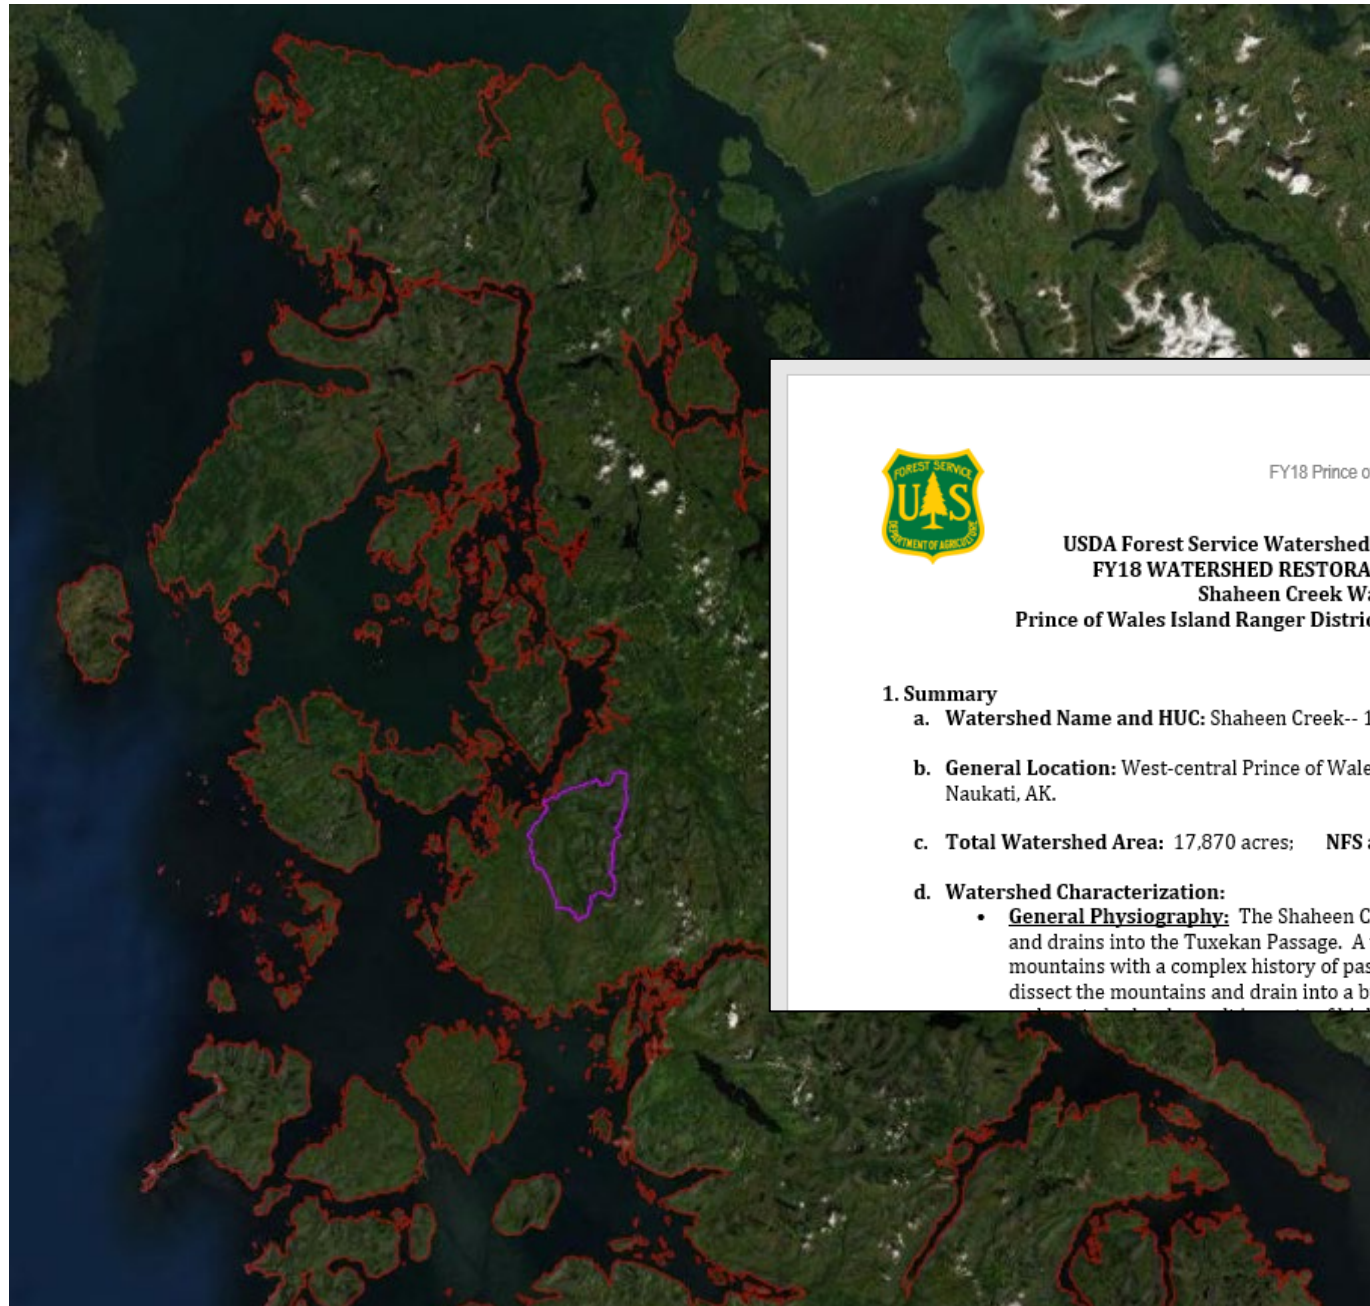 FOREST SERVICE
US
DEPARTMENT OF AGRICULTURE
FY18 Prince o
USDA Forest Service Watershed
FY18 WATERSHED RESTORA
Shaheen Creek Wa
Prince of Wales Island Ranger Distric
1. Summary
a. Watershed Name and HUC: Shaheen Creek-- 1
b. General Location: West-central Prince of Wale
Naukati, AK.
c. Total Watershed Area: 17,870 acres; NFS a
d. Watershed Characterization:
• General Physiography: The Shaheen C
and drains into the Tuxekan Passage. A
mountains with a complex history of pas
dissect the mountains and drain into a b